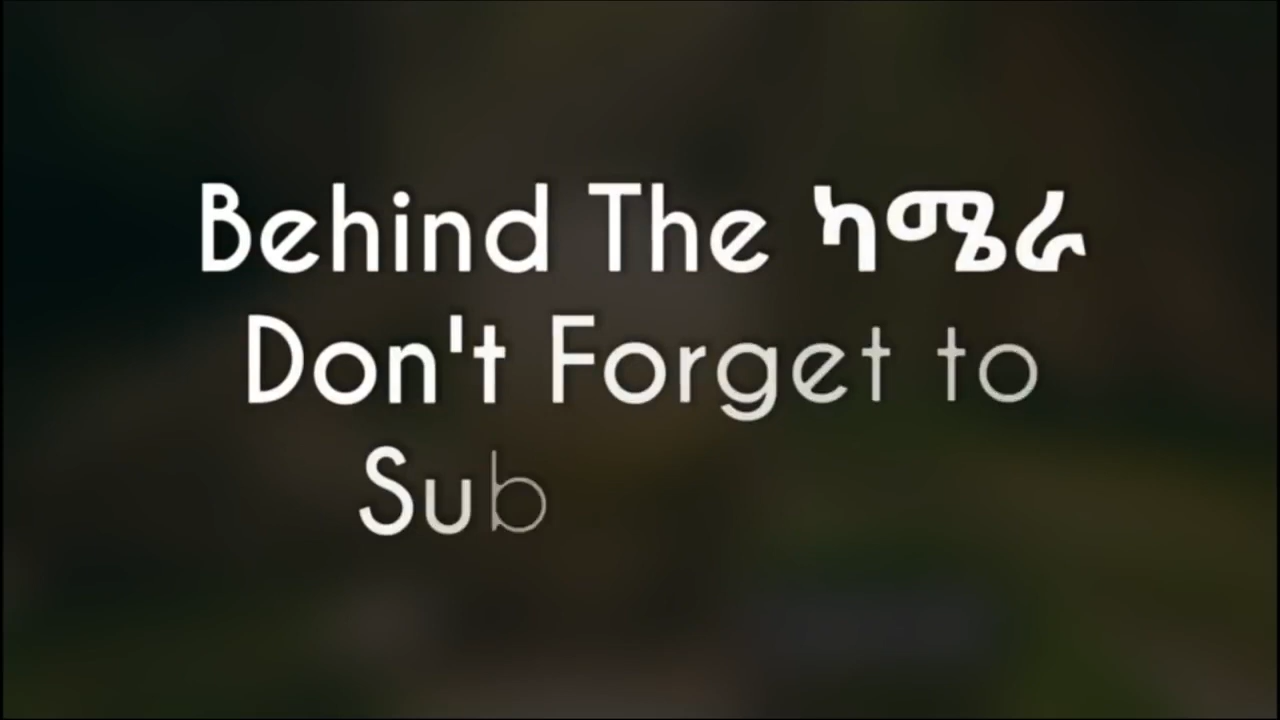 Behind The ካሜራ
Don't Forget to
Sub